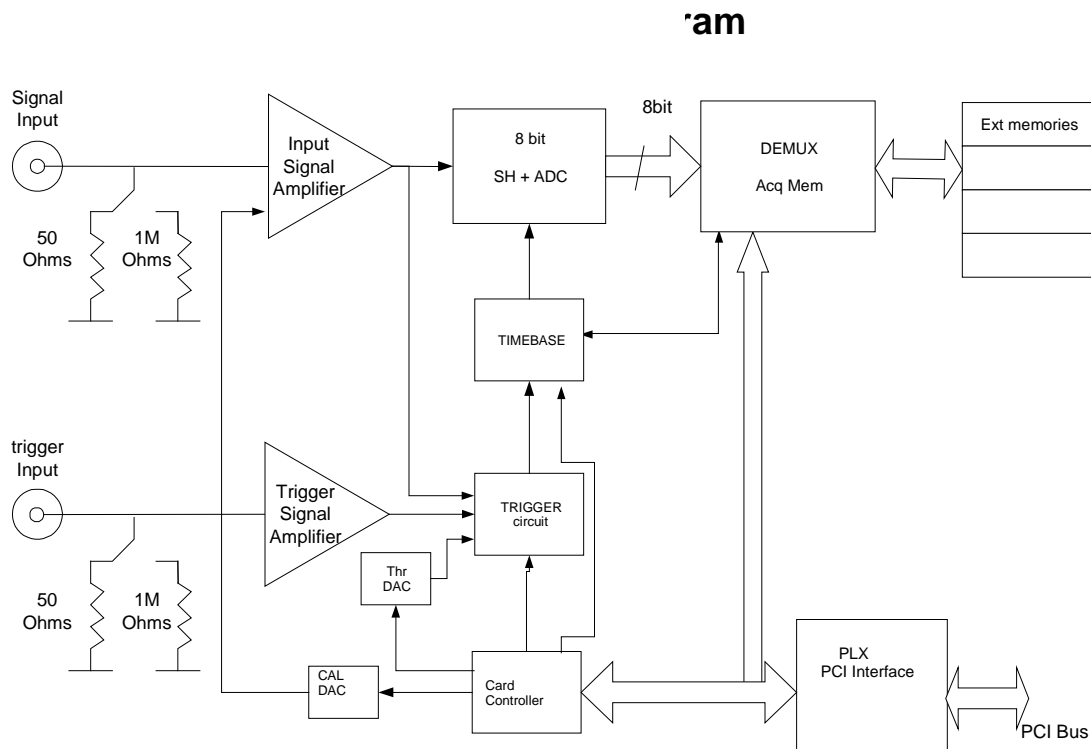 Signal
Input
50
Ohms
1M
Ohms
Input
Signal
Amplifier
8 bit
SH + ADC
8bit
DEMUX
Acq Mem
Ext memories
TIMEBASE
trigger
Input
50
Ohms
1M
Ohms
Trigger
Signal
Amplifier
TRIGGER
circuit
Thr
DAC
CAL
DAC
Card
Controller
PLX
PCI Interface
PCI Bus